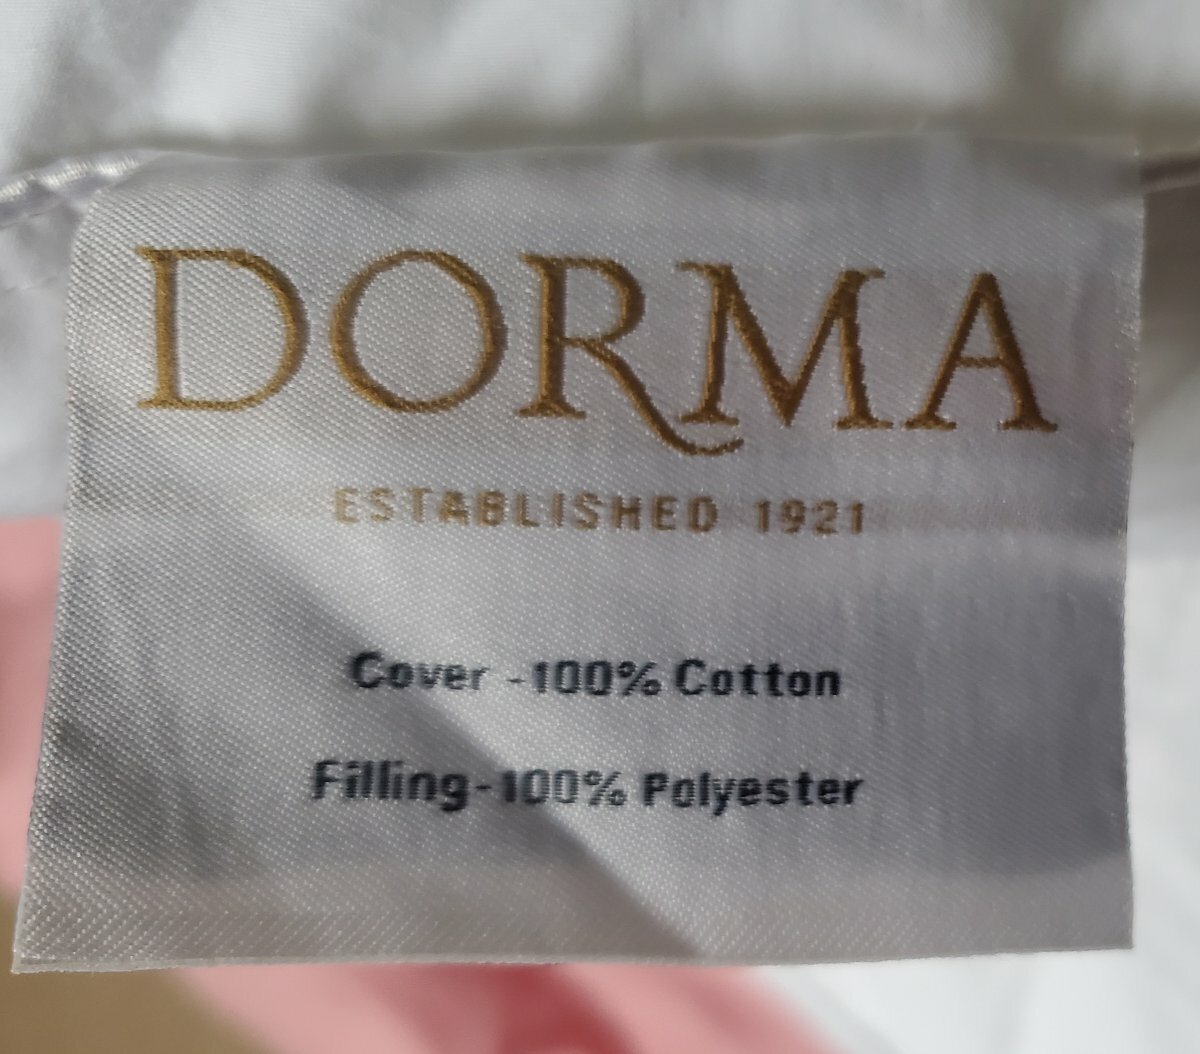 DORMA
ESTABLISHED 1921
Cover -100% Cotton
Filling-100% Polyester